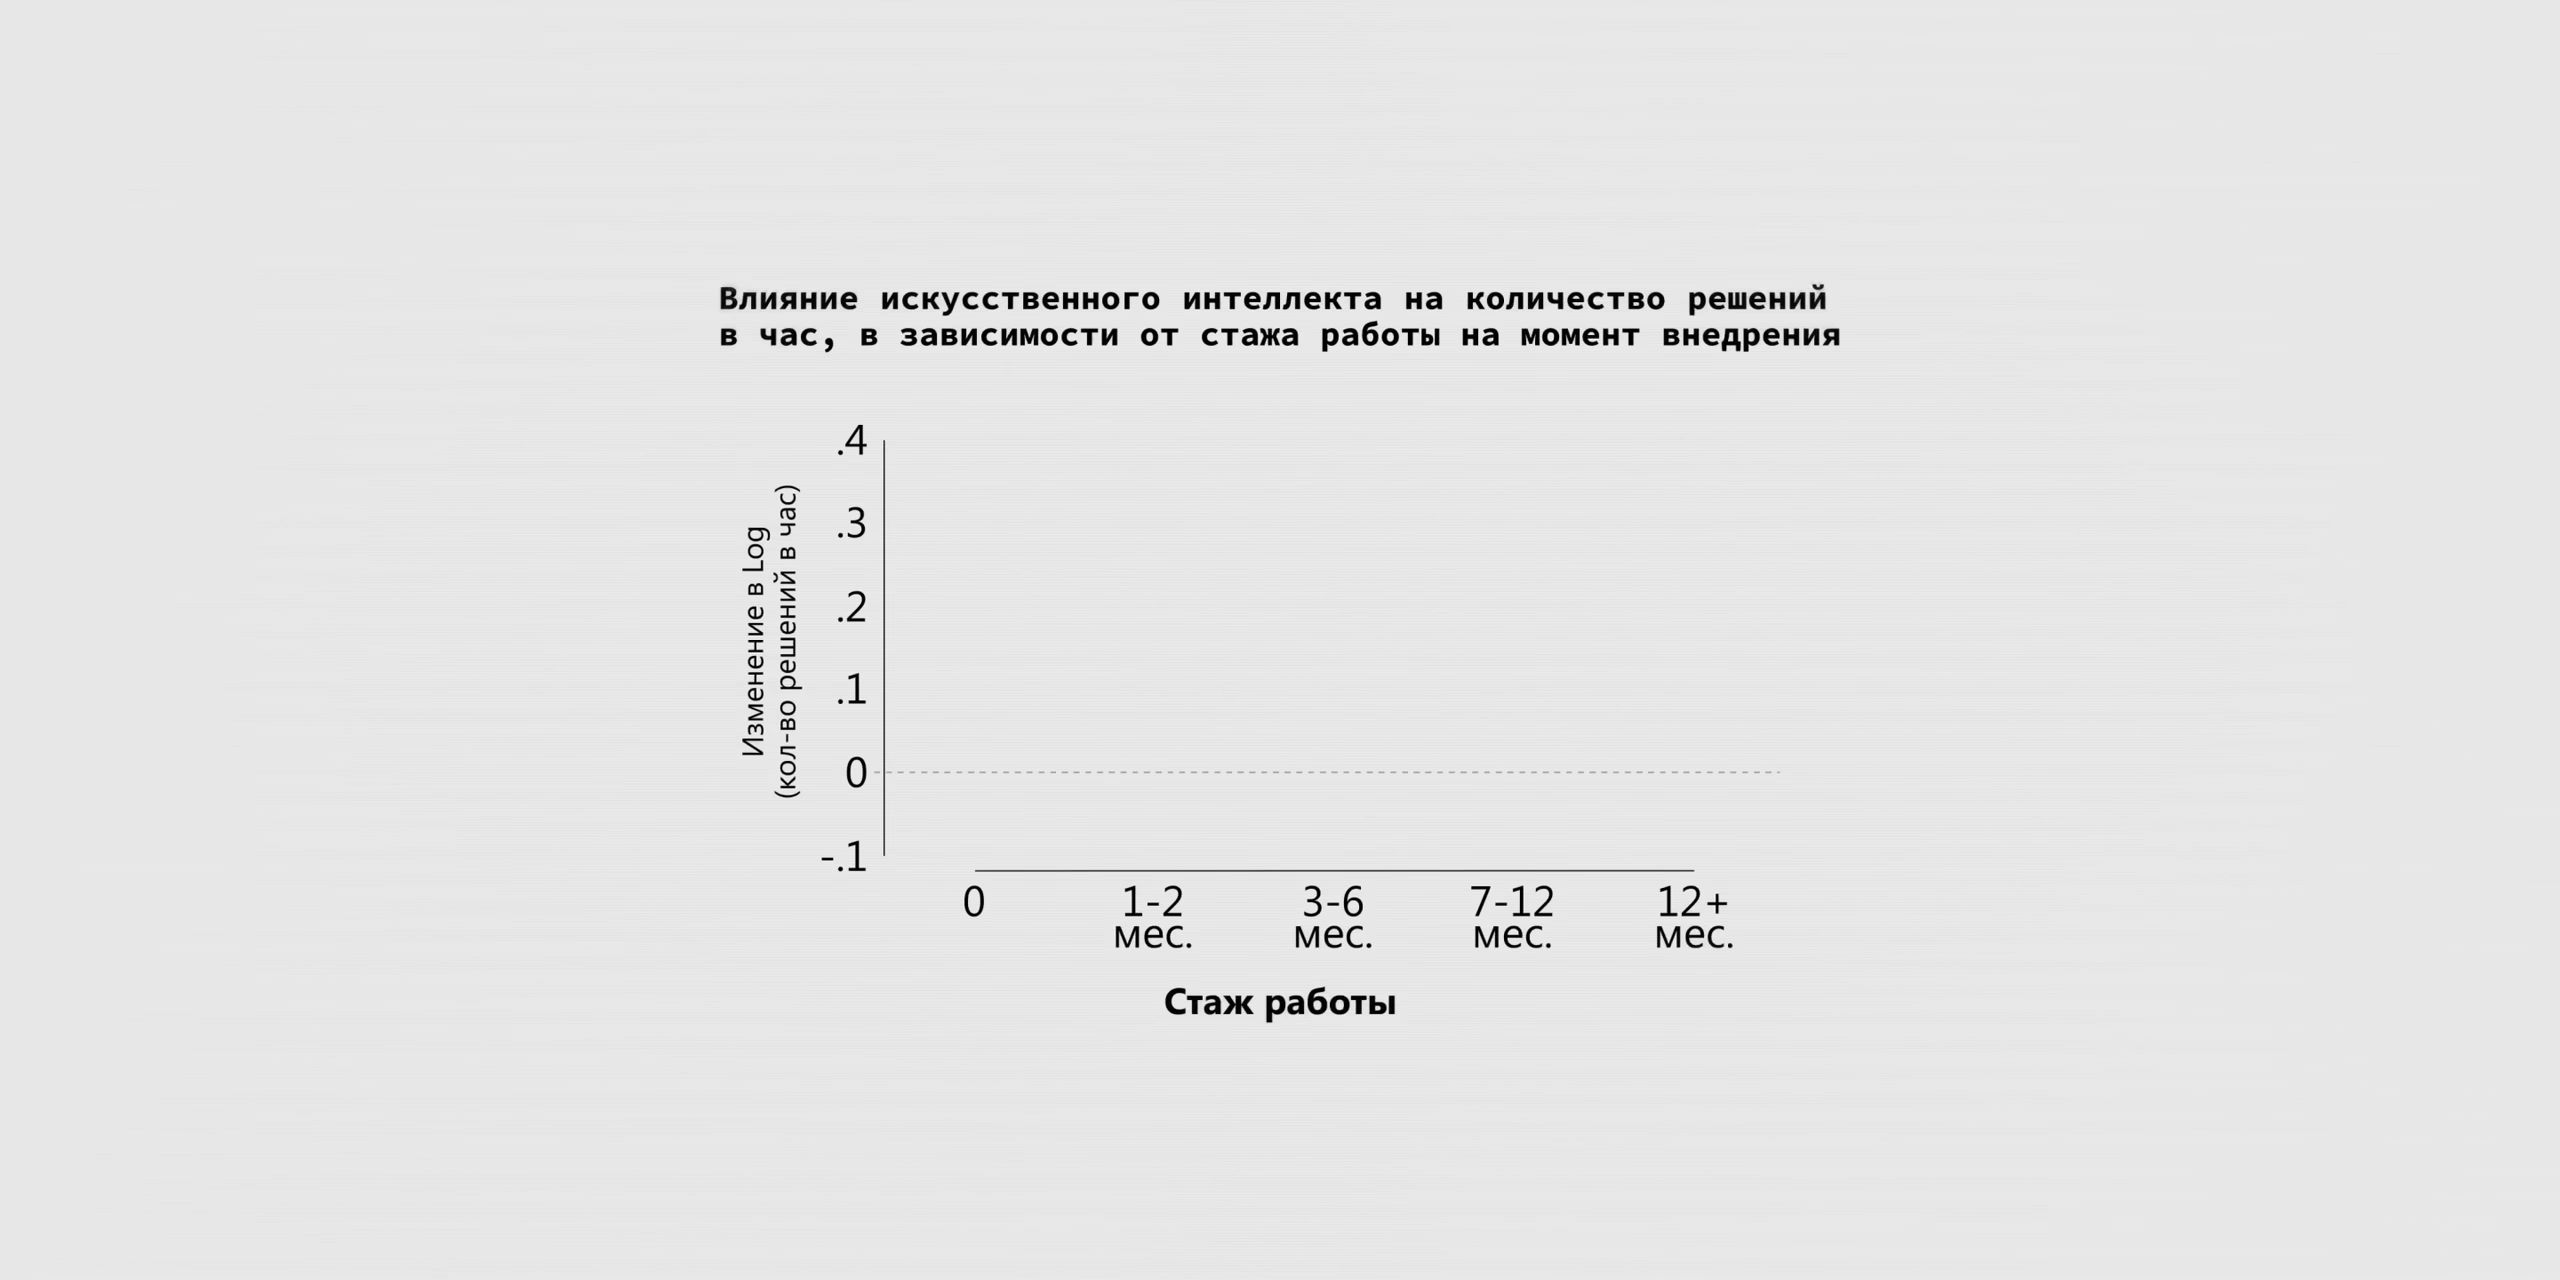 Влияние искусственного интеллекта на количество решений
в час, в зависимости от стажа работы на момент внедрения
Изменение в Log
(кол-во решений в час)
.4
.3
.2
.1
0
-.1
0
1-2
мес.
3-6
мес.
7-12
мес.
12+
мес.
Стаж работы